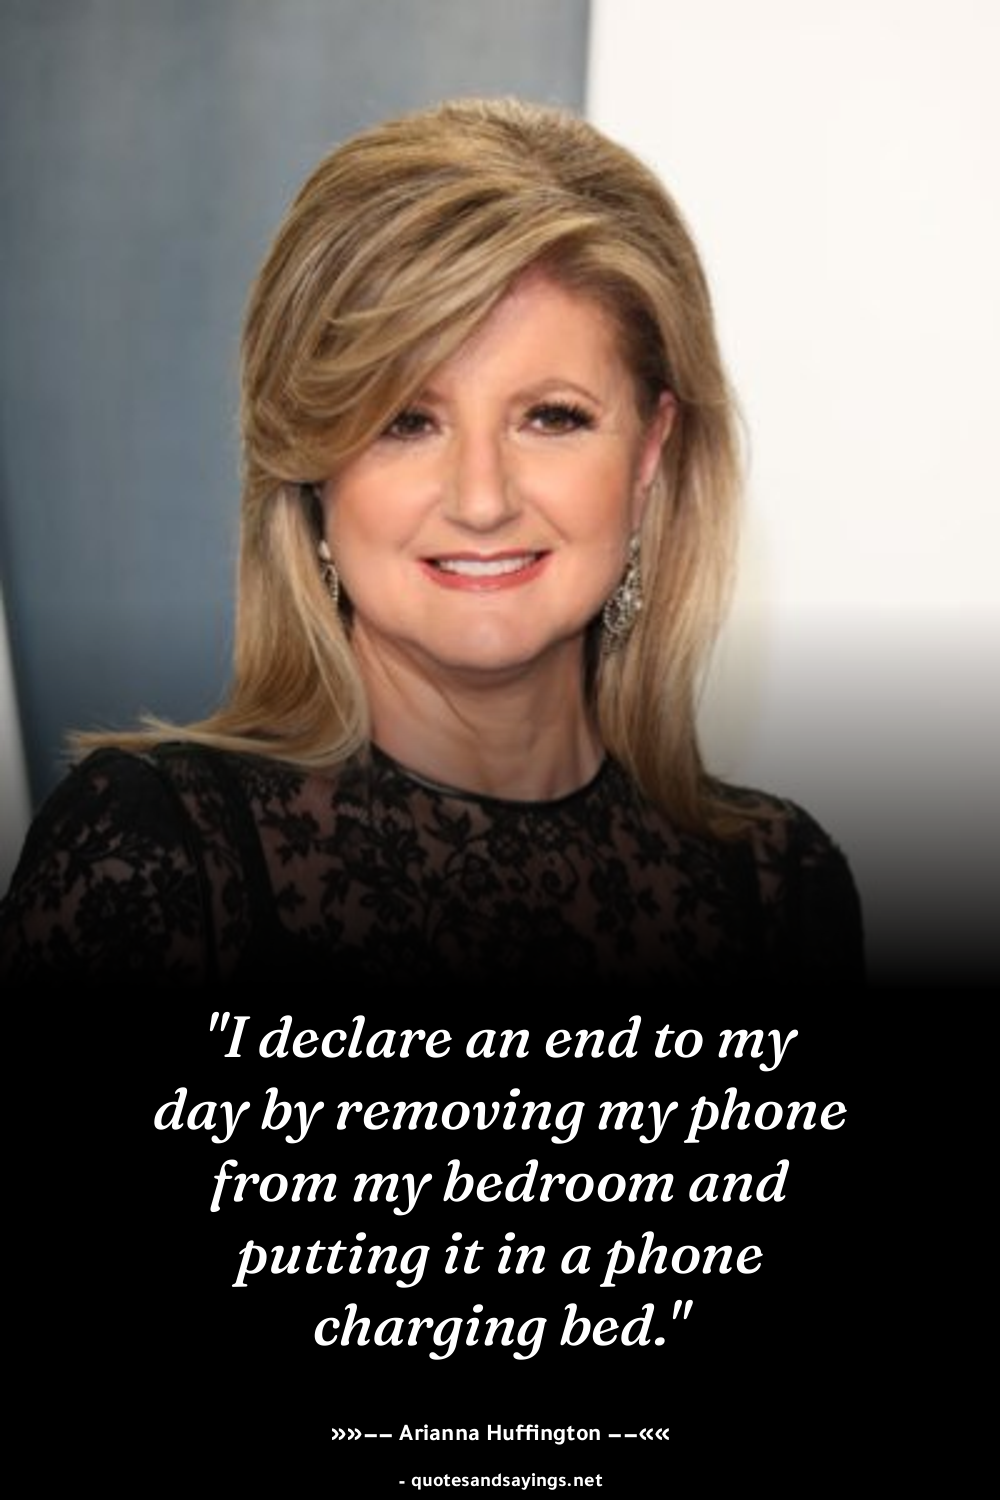 "I declare an end to my
day by removing my phone
from my bedroom and
putting it in a phone
charging bed."
»»−− Arianna Huffington −−««
- quotesandsayings.net